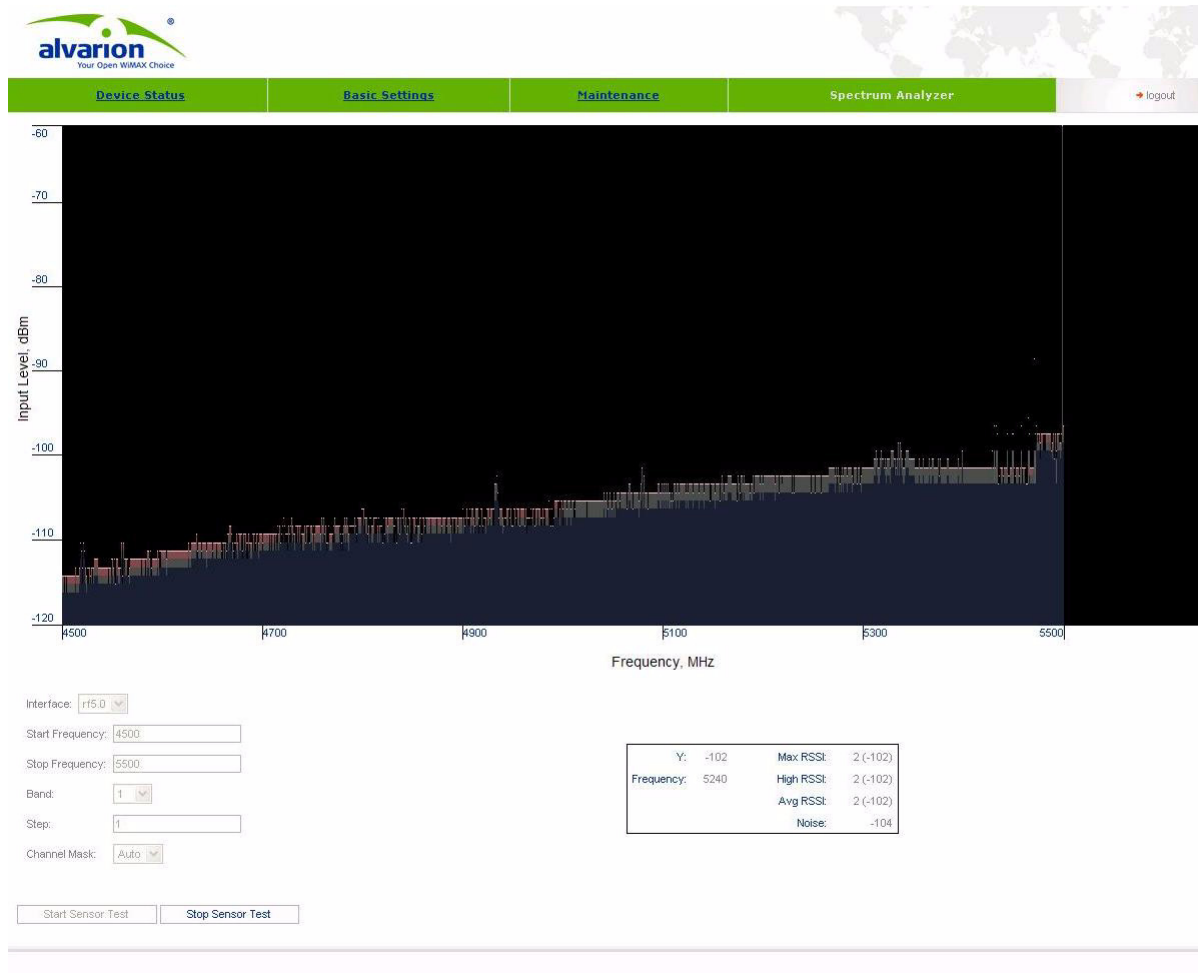 alvarion ®
Your Open WiMAX Choice
Device Status Basic Settings Maintenance Spectrum Analyzer logout
-60
-70
-80
-90
-100
-110
-120
Input Level, dBm
4500 4700 4900 5100 5300 5500
Frequency, MHz
Interface: rf5.0
Start Frequency: 4500
Stop Frequency: 5500
Band: 1
Step: 1
Channel Mask: Auto
Y: -102 Max RSSI: 2 (-102)
Frequency: 5240 High RSSI: 2 (-102)
Avg RSSI: 2 (-102)
Noise: -104
Start Sensor Test Stop Sensor Test